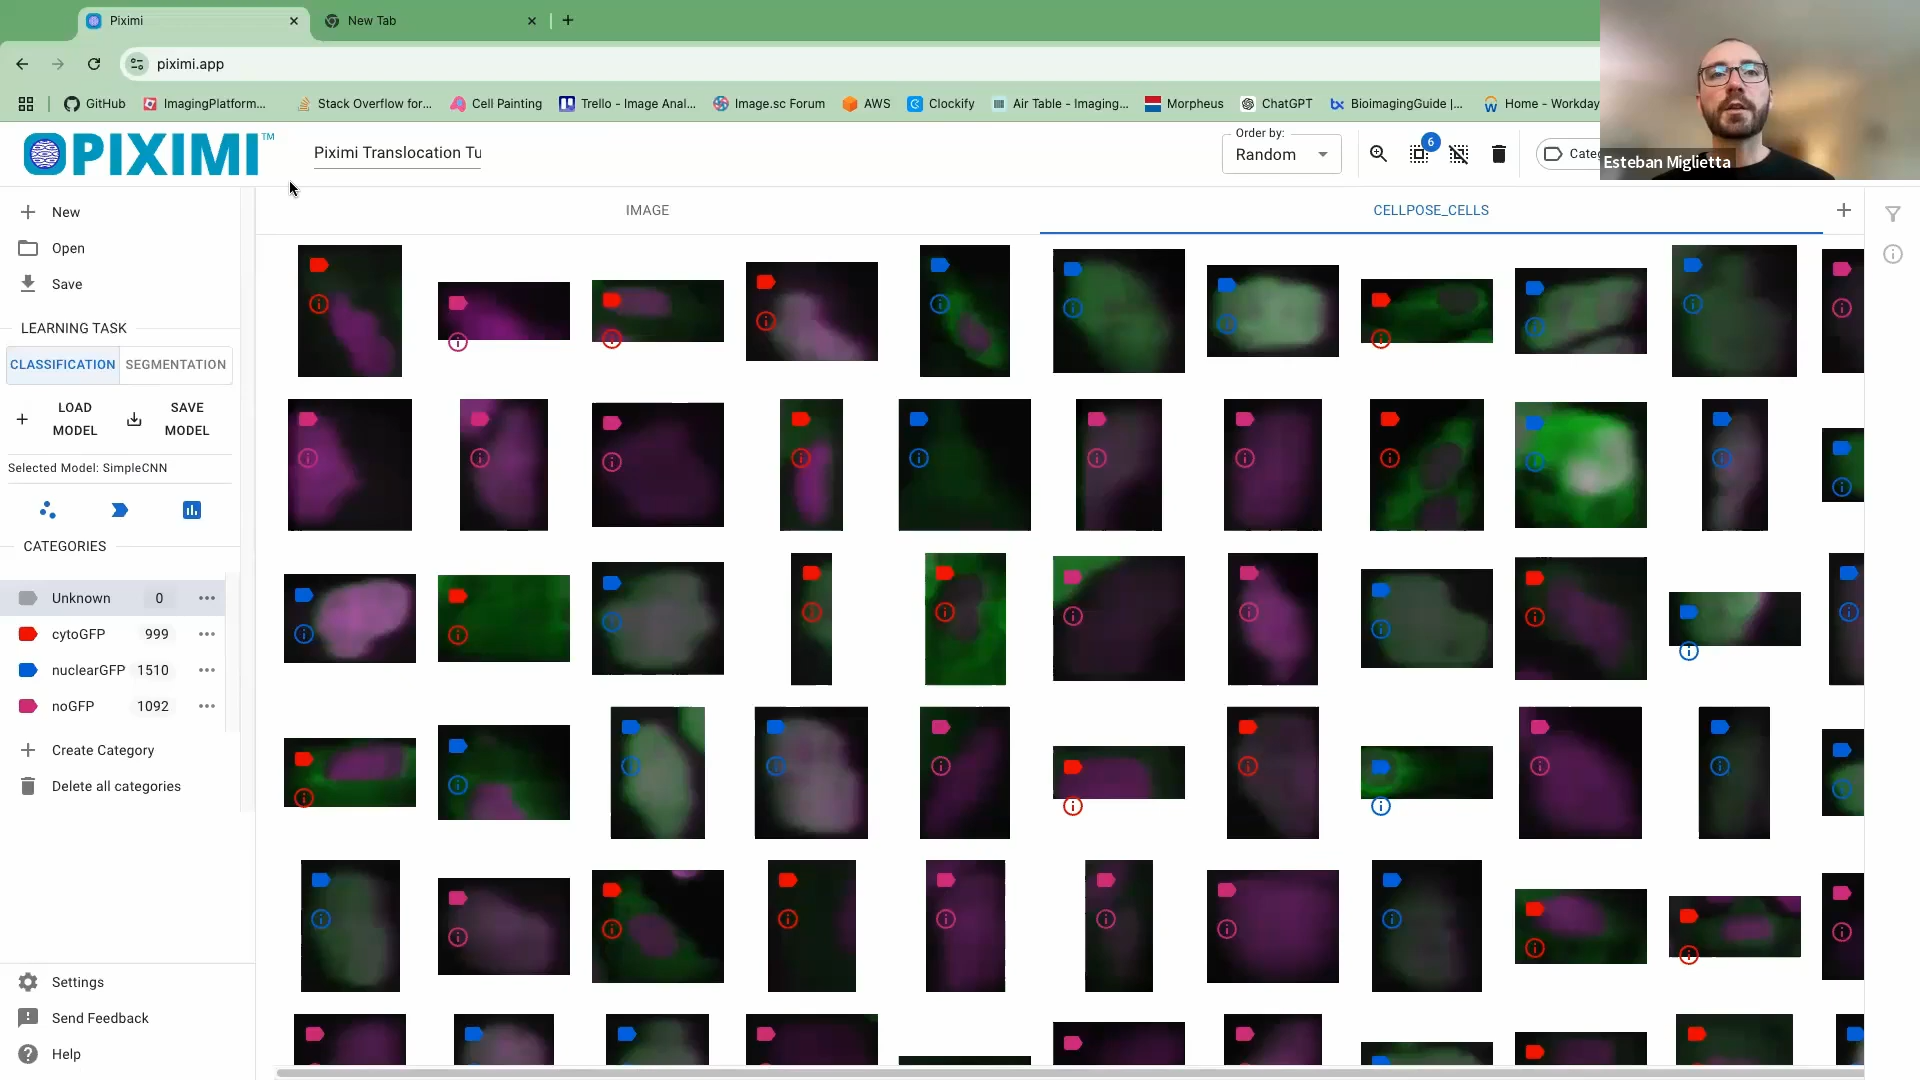 Piximi
New Tab
piximi.app
GitHub
ImagingPlatform...
Stack Overflow for...
Cell Painting
Trello - Image Anal...
Image.sc Forum
AWS
Clockify
Air Table - Imaging...
Morpheus
ChatGPT
BioimagingGuide |...
Home - Workday
PIXIMI™
Piximi Translocation Tu
Order by:
Random
6
Categ
Esteban Miglietta
New
Open
Save
IMAGE
CELLPOSE_CELLS
LEARNING TASK
CLASSIFICATION
SEGMENTATION
LOAD
MODEL
SAVE
MODEL
Selected Model: SimpleCNN
CATEGORIES
Unknown 0
cytoGFP 999
nuclearGFP 1510
noGFP 1092
Create Category
Delete all categories
Settings
Send Feedback
Help